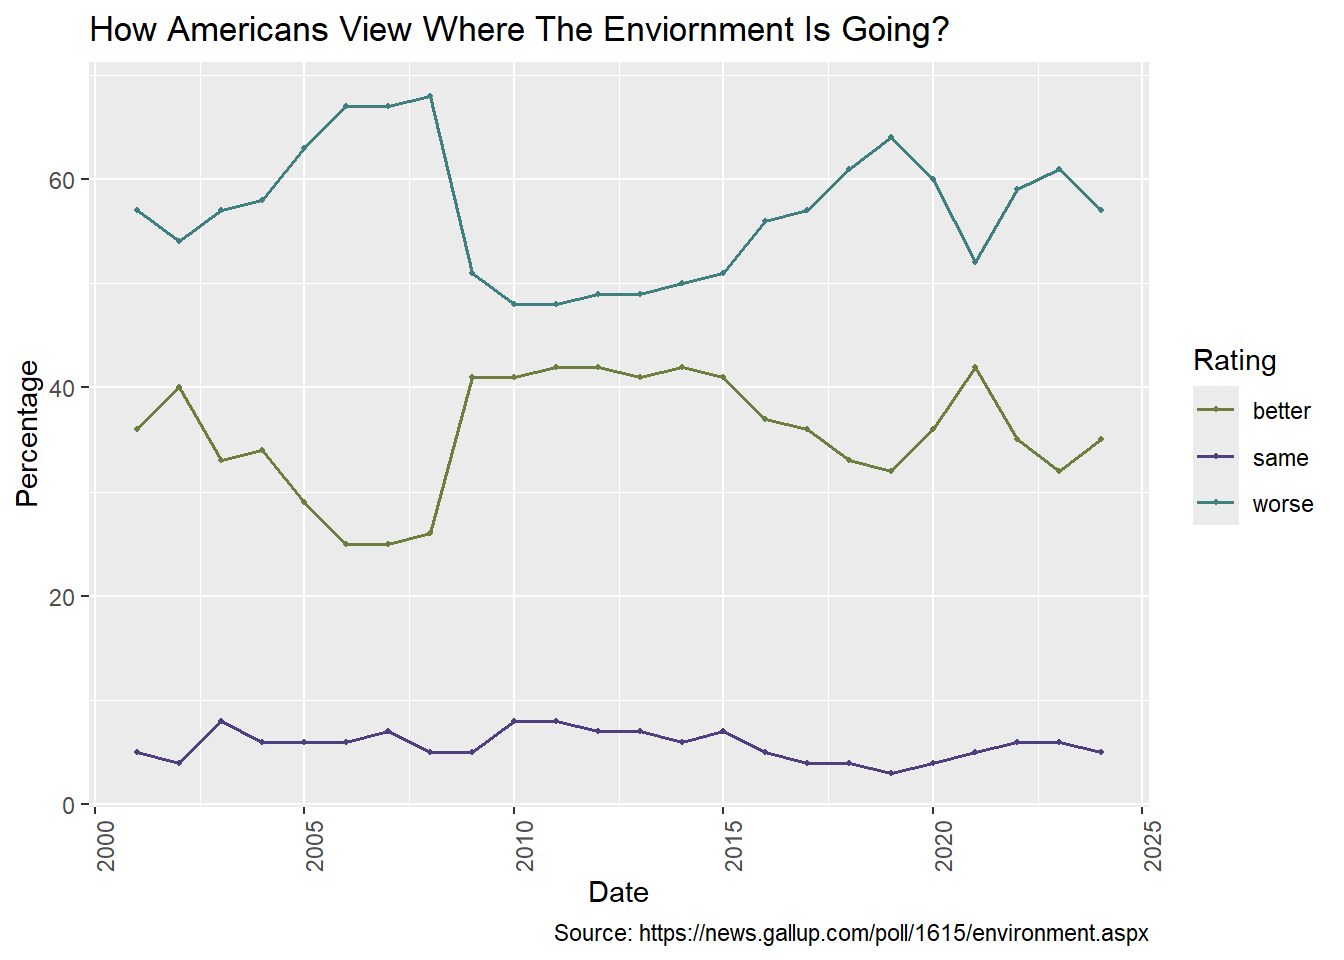 How Americans View Where The Enviornment Is Going?
Percentage
60
40
20
0
2000
2005
2010
2015
2020
2025
Date
Rating
better
same
worse
Source: https://news.gallup.com/poll/1615/environment.aspx